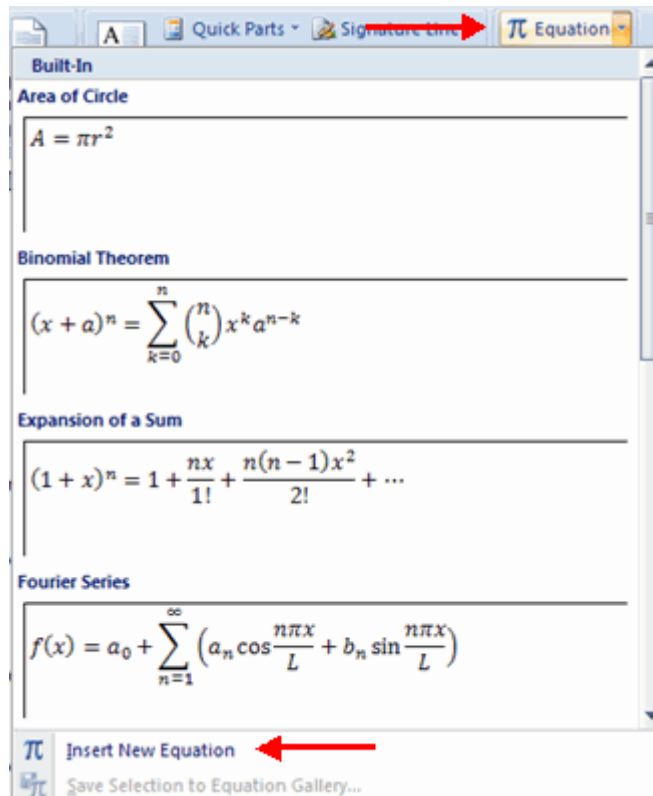 A Quick Parts Signature Line π Equation
Built-In
Area of Circle
A = πr²
Binomial Theorem
(x + a)ⁿ = ∑ₖ₌₀ⁿ (n k) xᵏaⁿ⁻ᵏ
Expansion of a Sum
(1 + x)ⁿ = 1 + nx/1! + n(n − 1)x²/2! + ⋯
Fourier Series
f(x) = a₀ + ∑ₙ₌₁^∞ (aₙ cos nπx/L + bₙ sin nπx/L)
π Insert New Equation
π Save Selection to Equation Gallery...